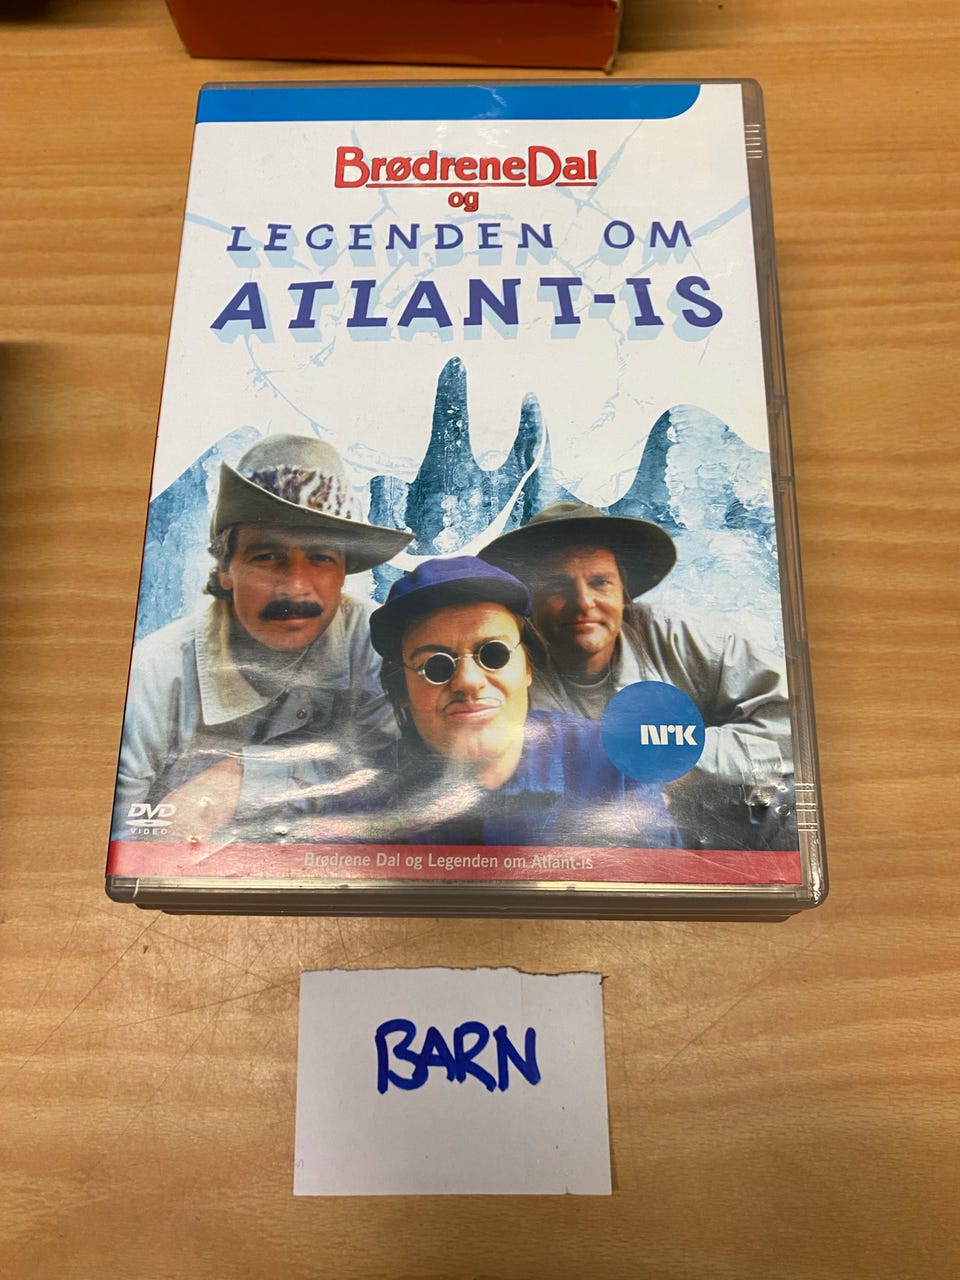 BrødreneDal
og
LEGENDEN OM
ATLANT-IS
nrk
DVD
VIDEO
Brødrene Dal og Legenden om Atlant-is
BARN